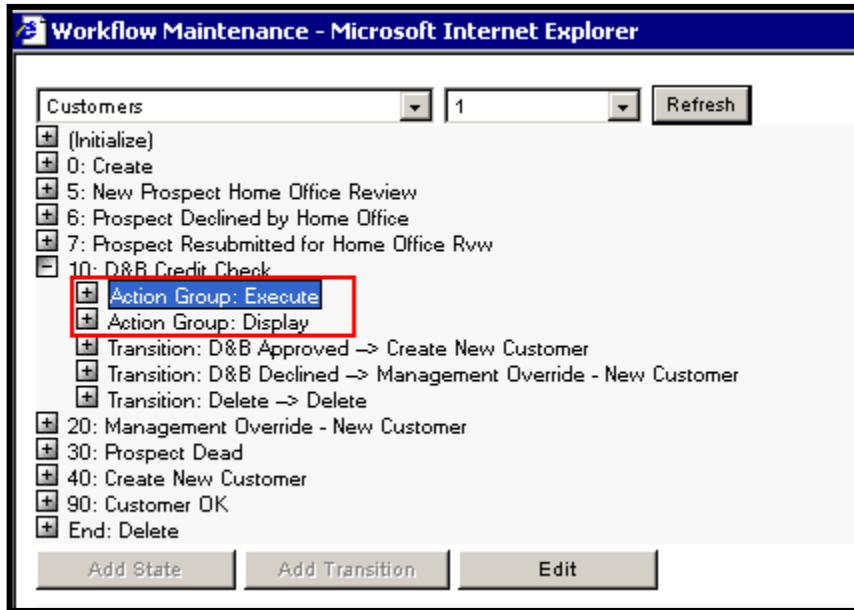 Workflow Maintenance - Microsoft Internet Explorer
Customers 1 Refresh
(Initialize)
0: Create
5: New Prospect Home Office Review
6: Prospect Declined by Home Office
7: Prospect Resubmitted for Home Office Rvw
10: D&B Credit Check
Action Group: Execute
Action Group: Display
Transition: D&B Approved --> Create New Customer
Transition: D&B Declined --> Management Override - New Customer
Transition: Delete --> Delete
20: Management Override - New Customer
30: Prospect Dead
40: Create New Customer
90: Customer OK
End: Delete
Add State Add Transition Edit